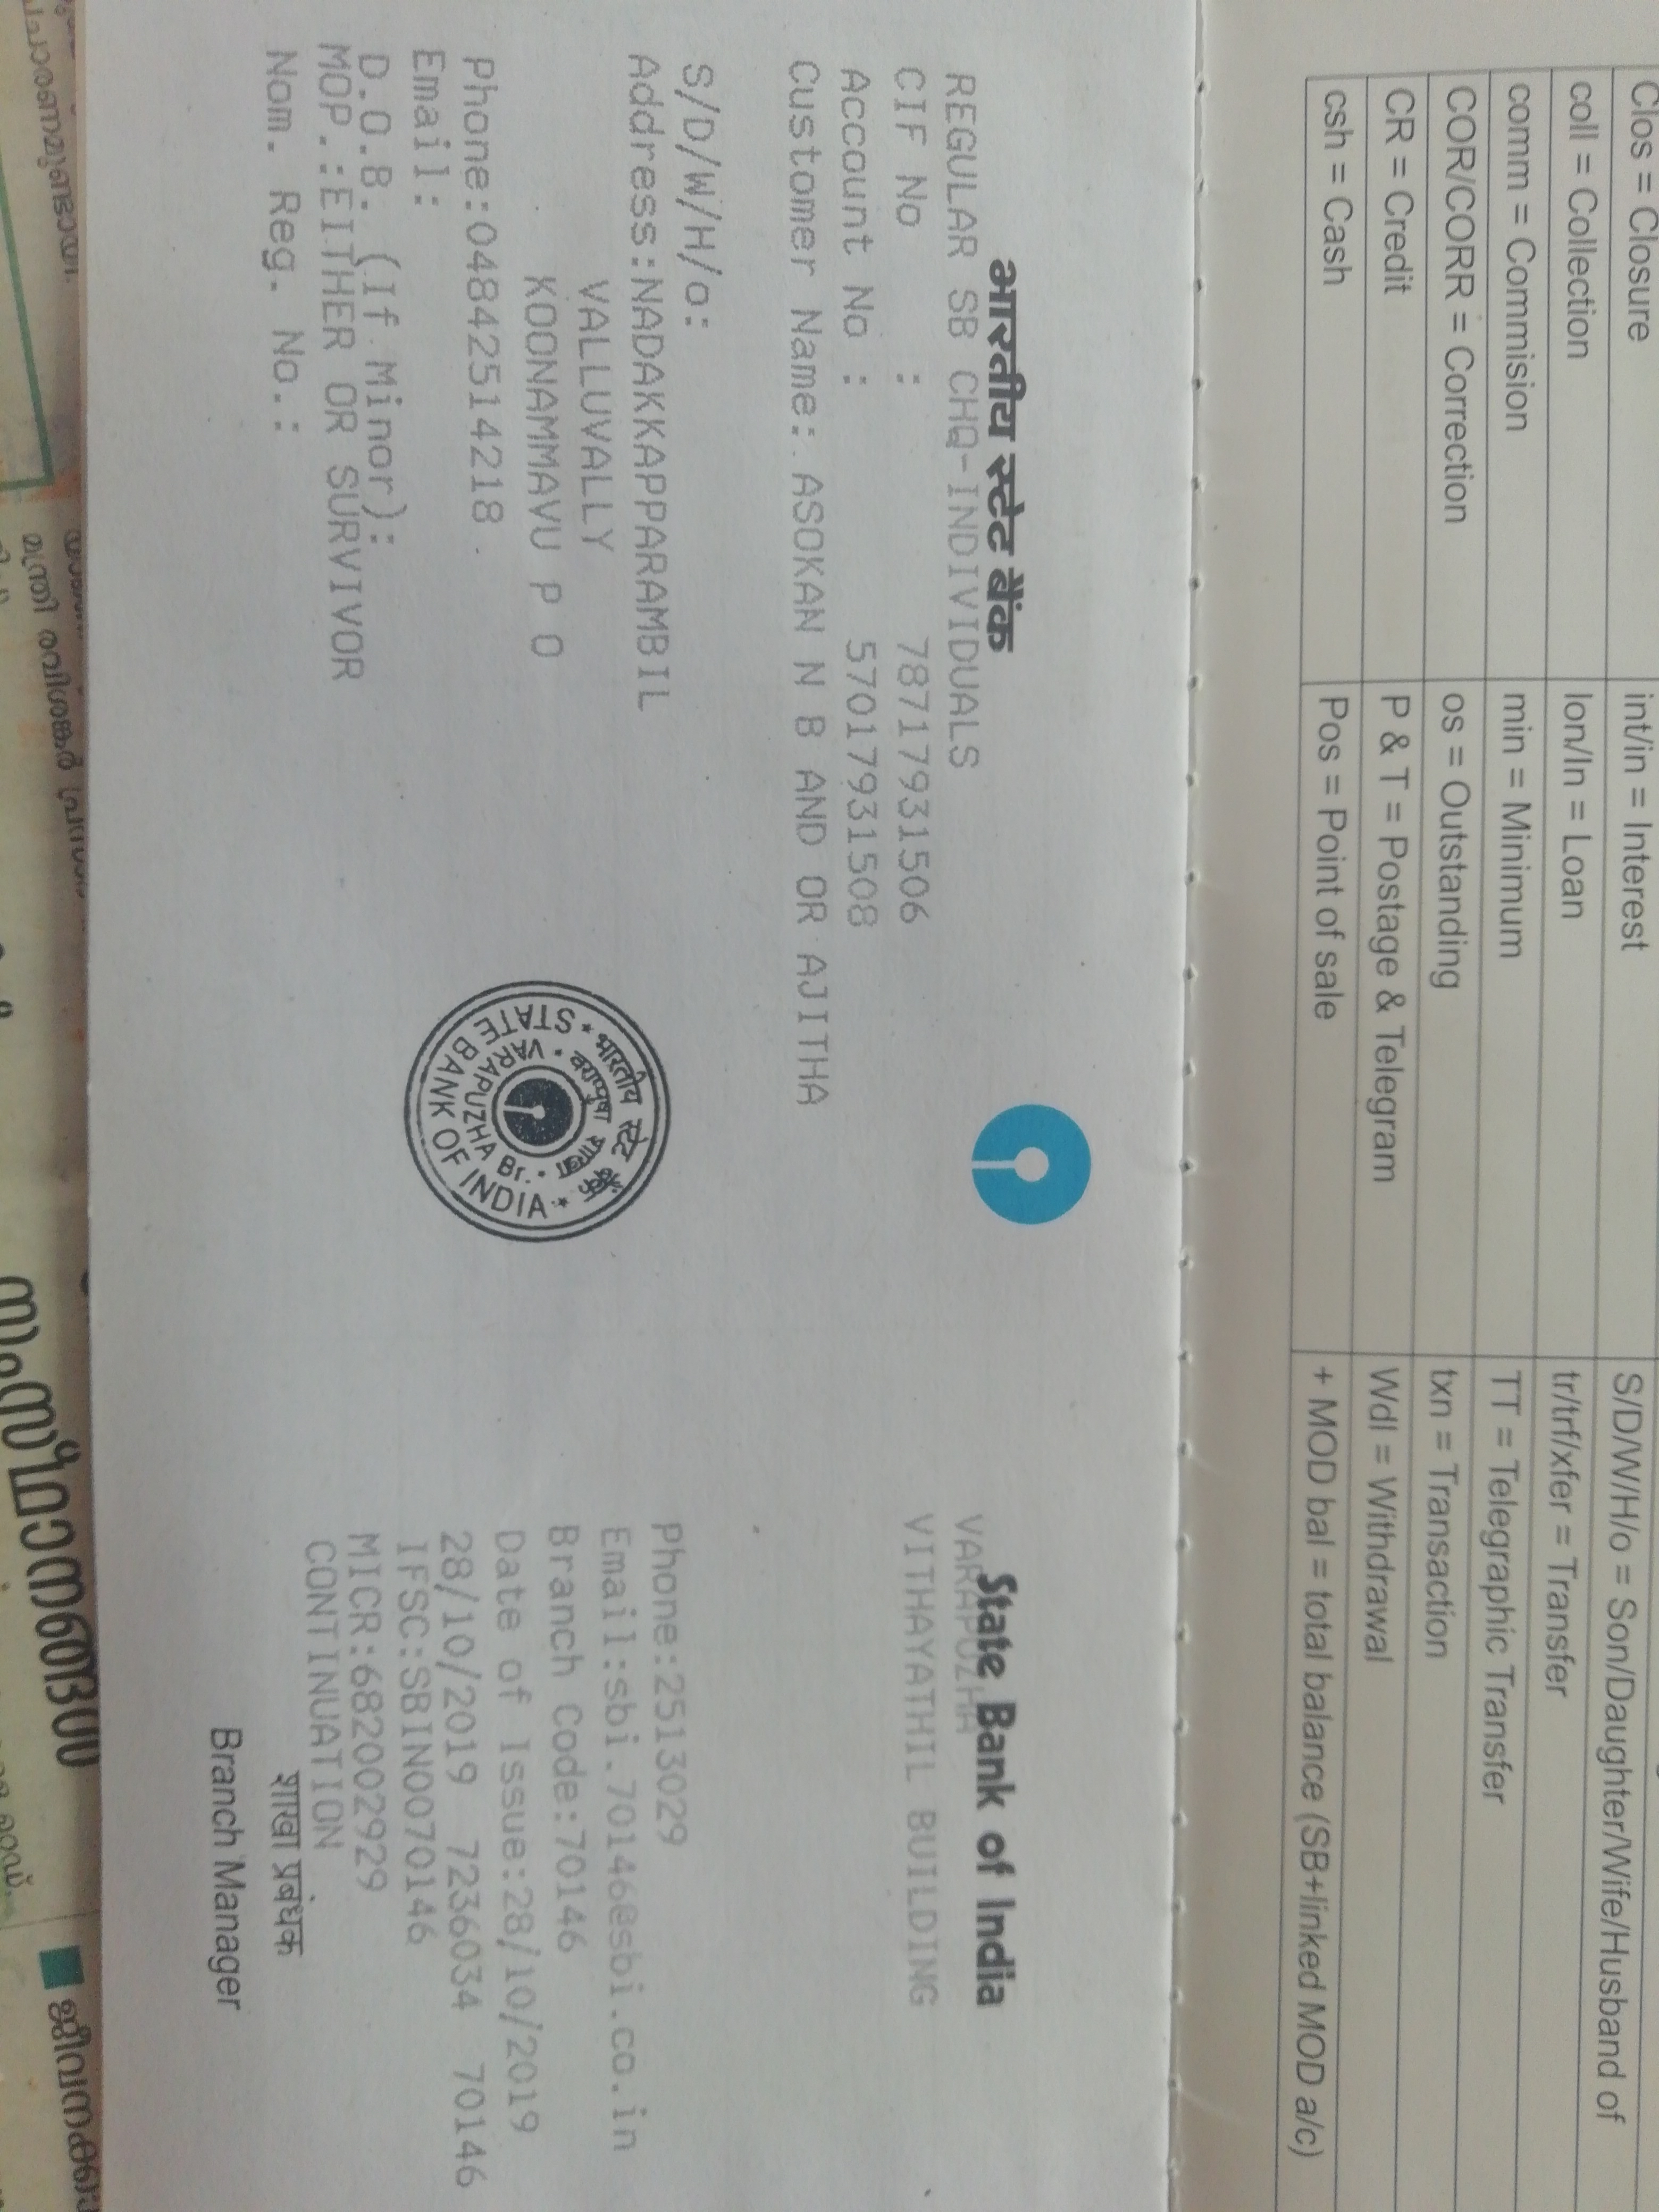 Clos = Closure int/in = Interest S/D/W/H/o = Son/Daughter/Wife/Husband of
coll = Collection lon/ln = Loan tr/trf/xfer = Transfer
comm = Commision min = Minimum TT = Telegraphic Transfer
COR/CORR = Correction os = Outstanding txn = Transaction
CR = Credit P & T = Postage & Telegram Wdl = Withdrawal
csh = Cash Pos = Point of sale + MOD bal = total balance (SB+linked MOD a/c)
भारतीय स्टेट बैंक
State Bank of India
REGULAR SB CHQ-INDIVIDUALS
VARAPUZHA
CIF No : 78717931506
VITHAYATHIL BUILDING
Account No : 57017931508
Customer Name: ASOKAN N B AND OR AJITHA
S/D/W/H/o:
Phone:2513029
Address:NADAKKAPPARAMBIL
Email:sbi.70146@sbi.co.in
VALLUVALLY
Branch Code:70146
KOONAMMAVU P O
Date of Issue:28/10/2019
Phone:04842514218
28/10/2019 7236034 70146
Email:
IFSC:SBIN0070146
D.O.B. (If Minor):
MICR:682002929
MOP.:EITHER OR SURVIVOR
CONTINUATION
Nom. Reg. No.:
शाखा प्रबंधक
Branch Manager
भारतीय स्टेट बैंक
वराप्पुषा शाखा
VARAPUZHA Br.
STATE BANK OF INDIA